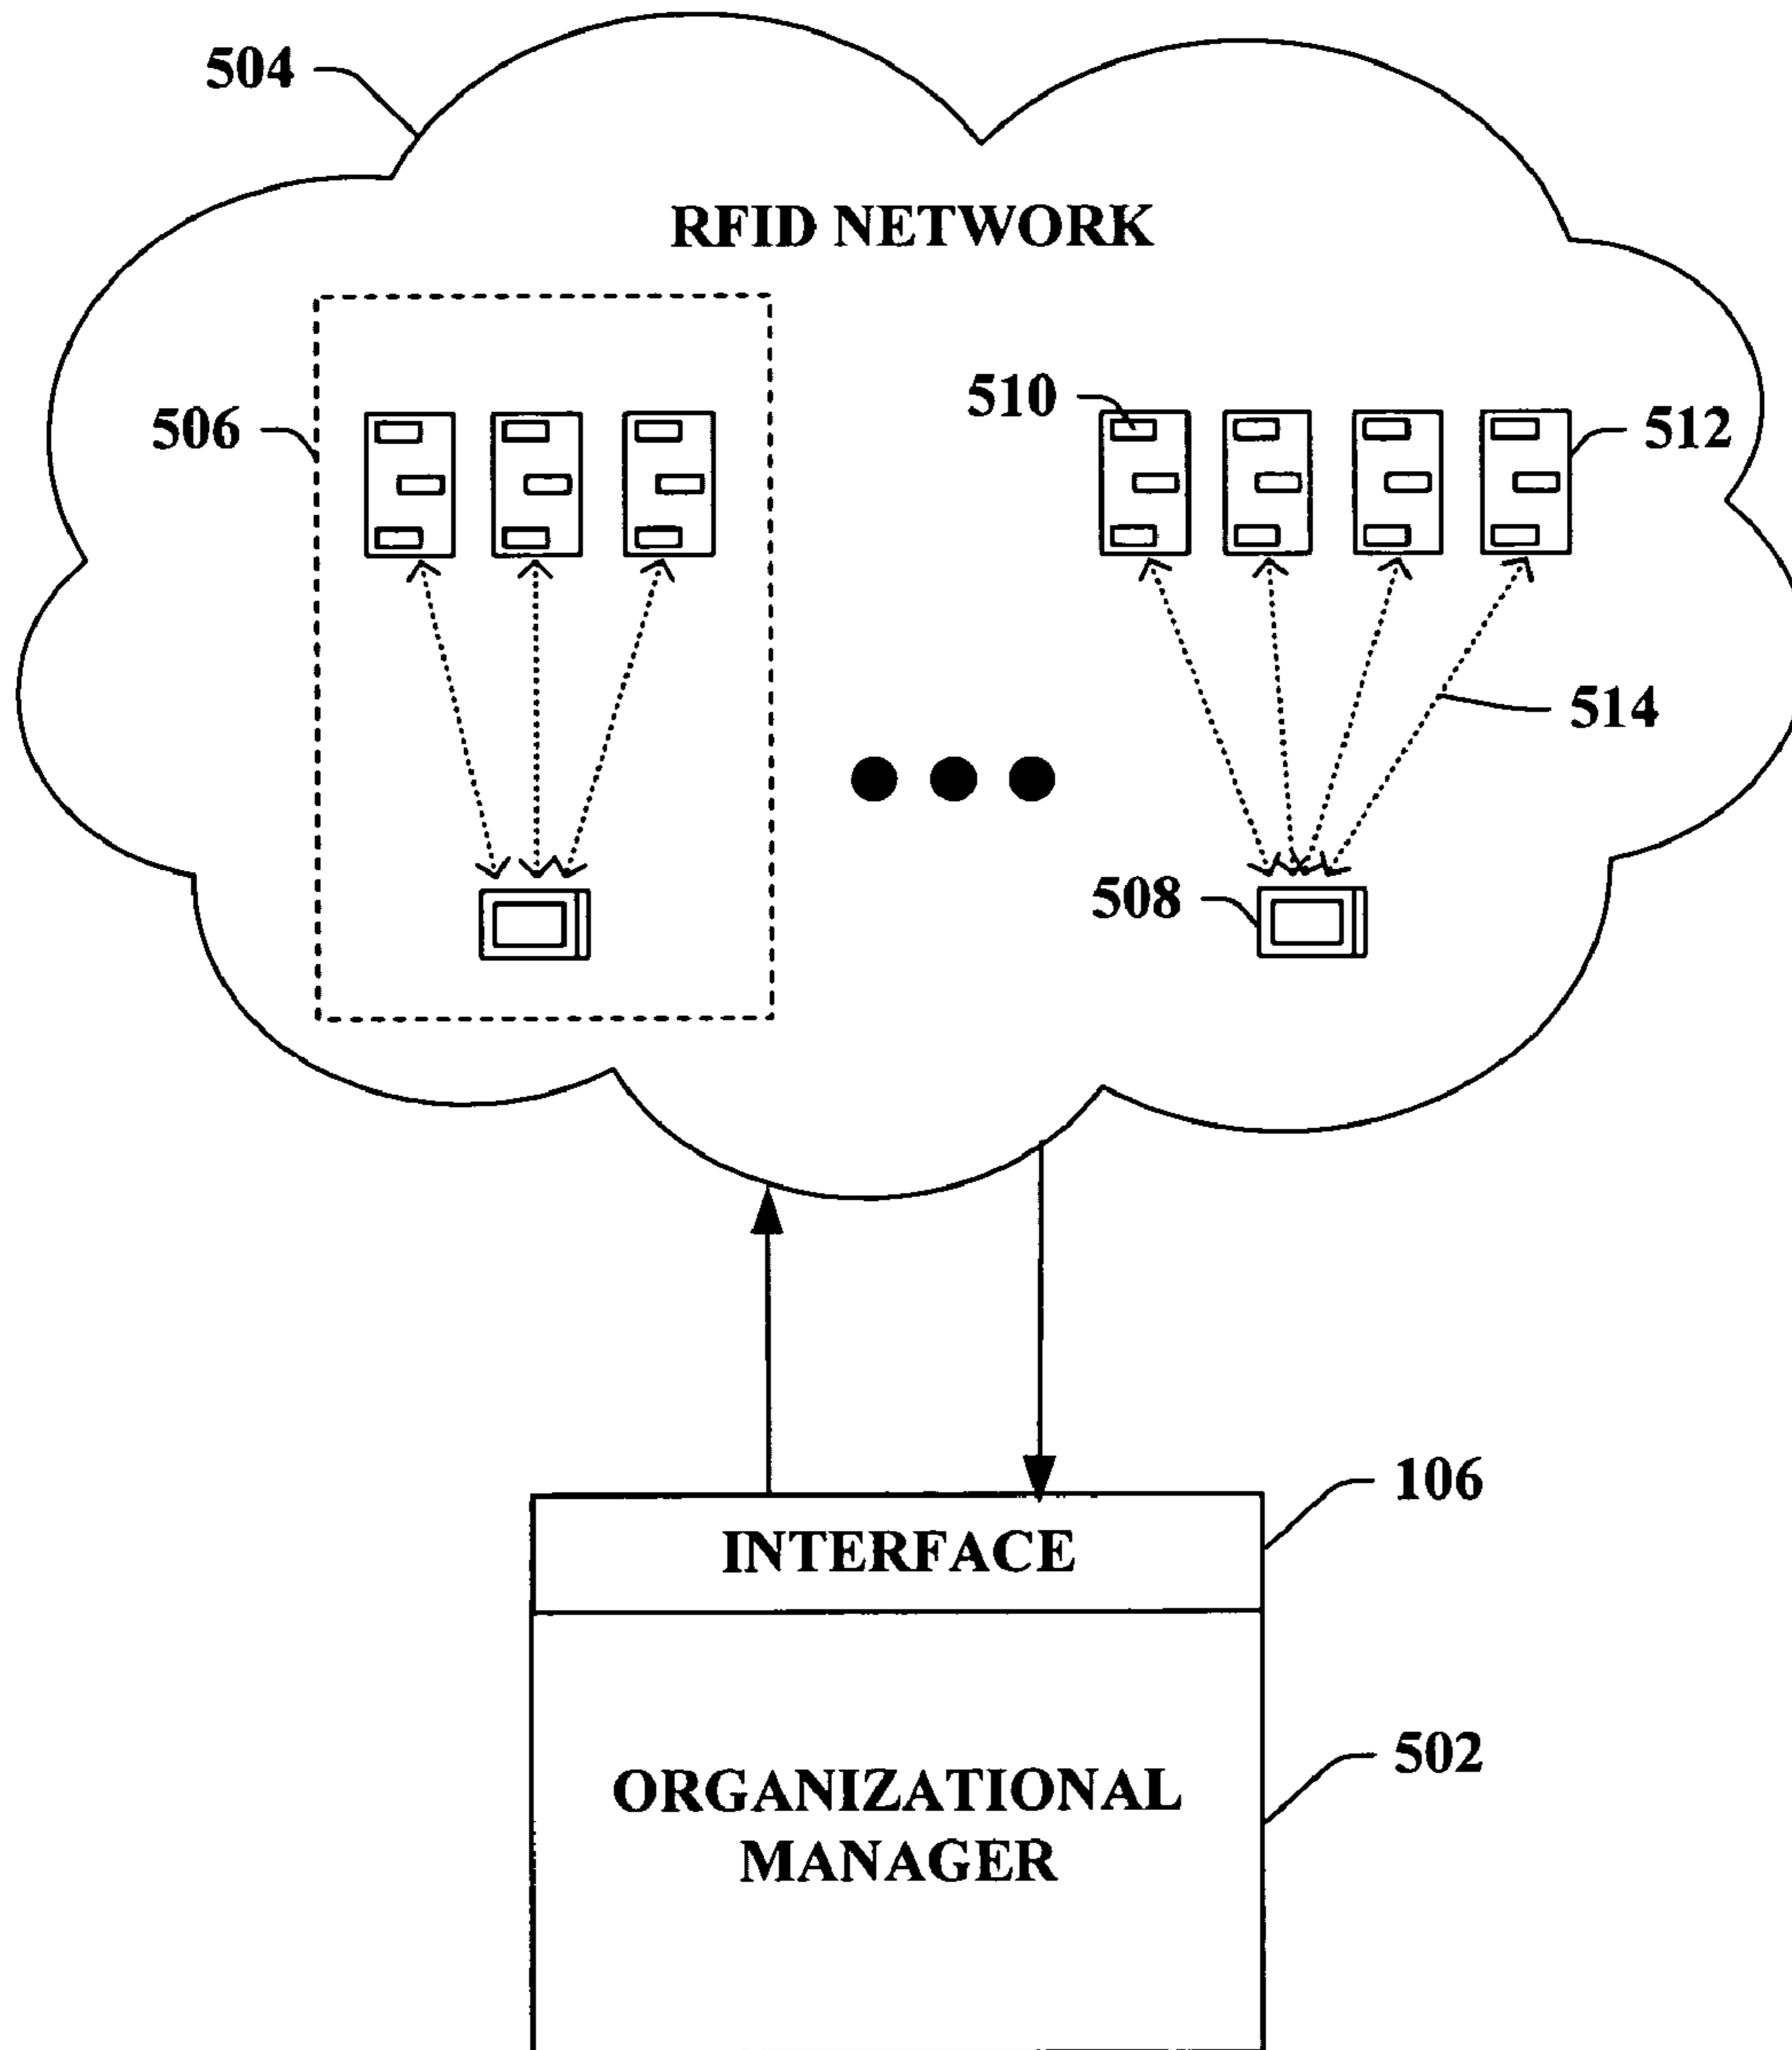 504
RFID NETWORK
506
510
512
514
508
106
INTERFACE
502
ORGANIZATIONAL
MANAGER